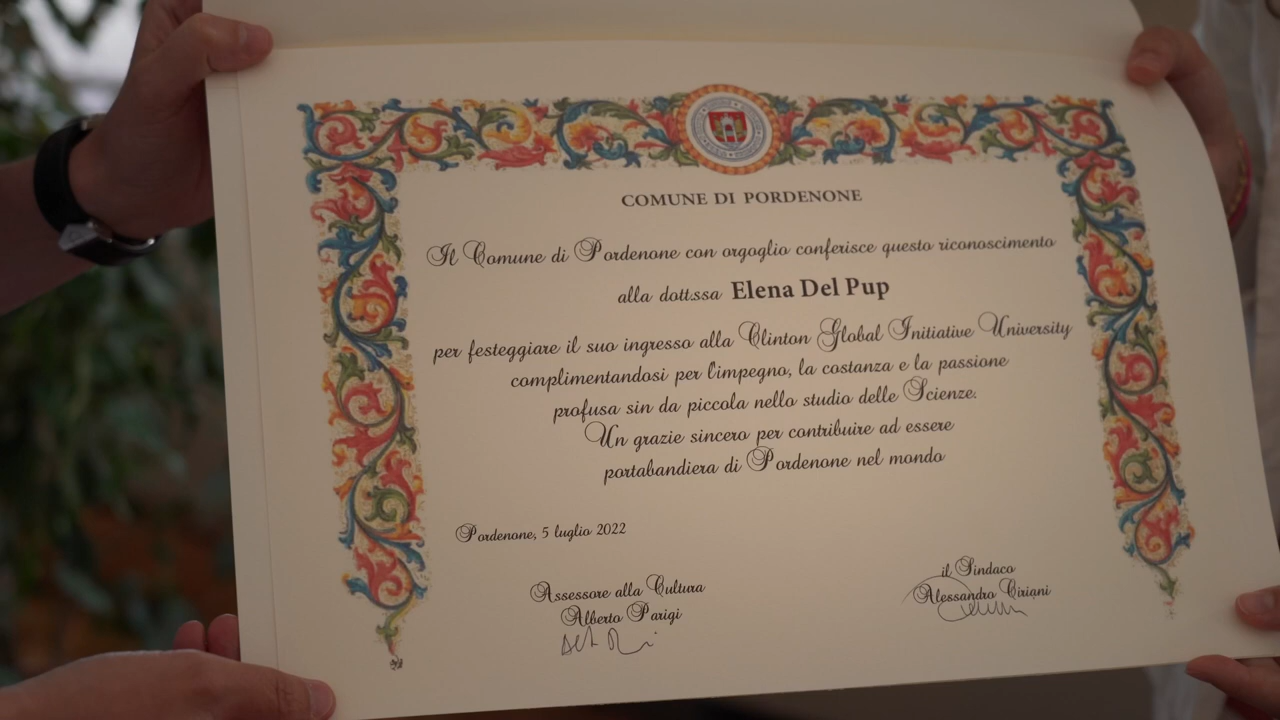 COMUNE DI PORDENONE
Il Comune di Pordenone con orgoglio conferisce questo riconoscimento
alla dott.ssa Elena Del Pup
per festeggiare il suo ingresso alla Clinton Global Initiative University
complimentandosi per l'impegno, la costanza e la passione
profusa sin da piccola nello studio delle Scienze.
Un grazie sincero per contribuire ad essere
portabandiera di Pordenone nel mondo
Pordenone, 5 luglio 2022
Assessore alla Cultura
Alberto Parigi
il Sindaco
Alessandro Ciriani